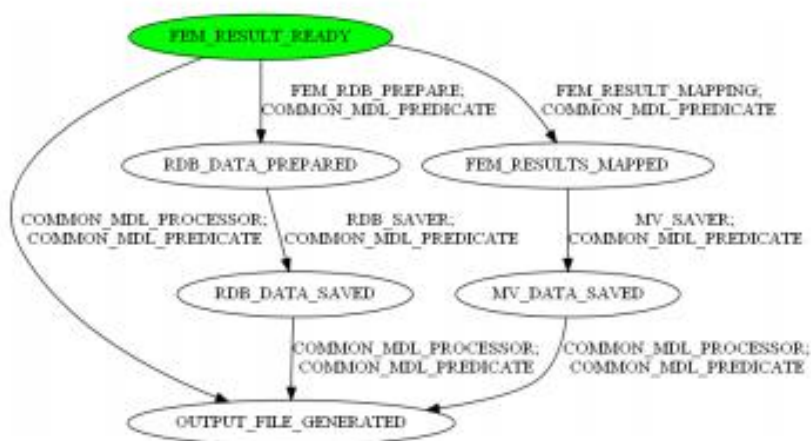 FEM_RESULT_READY
FEM_RDB_PREPARE;
COMMON_MDL_PREDICATE
FEM_RESULT_MAPPING;
COMMON_MDL_PREDICATE
RDB_DATA_PREPARED
FEM_RESULTS_MAPPED
COMMON_MDL_PROCESSOR;
COMMON_MDL_PREDICATE
RDB_SAVER;
COMMON_MDL_PREDICATE
MV_SAVER;
COMMON_MDL_PREDICATE
RDB_DATA_SAVED
MV_DATA_SAVED
COMMON_MDL_PROCESSOR;
COMMON_MDL_PREDICATE
COMMON_MDL_PROCESSOR;
COMMON_MDL_PREDICATE
OUTPUT_FILE_GENERATED